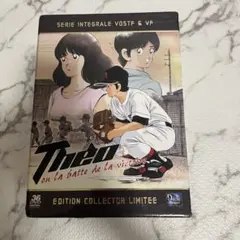 SERIE INTEGRALE VOSTF & VF
Théo
ou la batte de la victoire
EDITION COLLECTOR LIMITEE